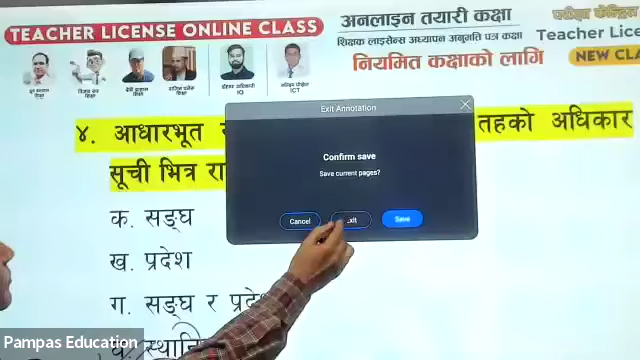 TEACHER LICENSE ONLINE CLASS
अनलाइन तयारी कक्षा
शिक्षक लाइसेन्स अध्यापन अनुमति पत्र कक्षा
नियमित कक्षाको लागि
Teacher Lice
NEW CLA
IQ
ICT
४. आधारभूत
तहको अधिकार
सूची भित्र रा
Exit Annotation
Confirm save
Save current pages?
Cancel
Save
क. सङ्घ
ख. प्रदेश
ग. सङ्घ र प्रदे
घ. स्थानि
Pampas Education